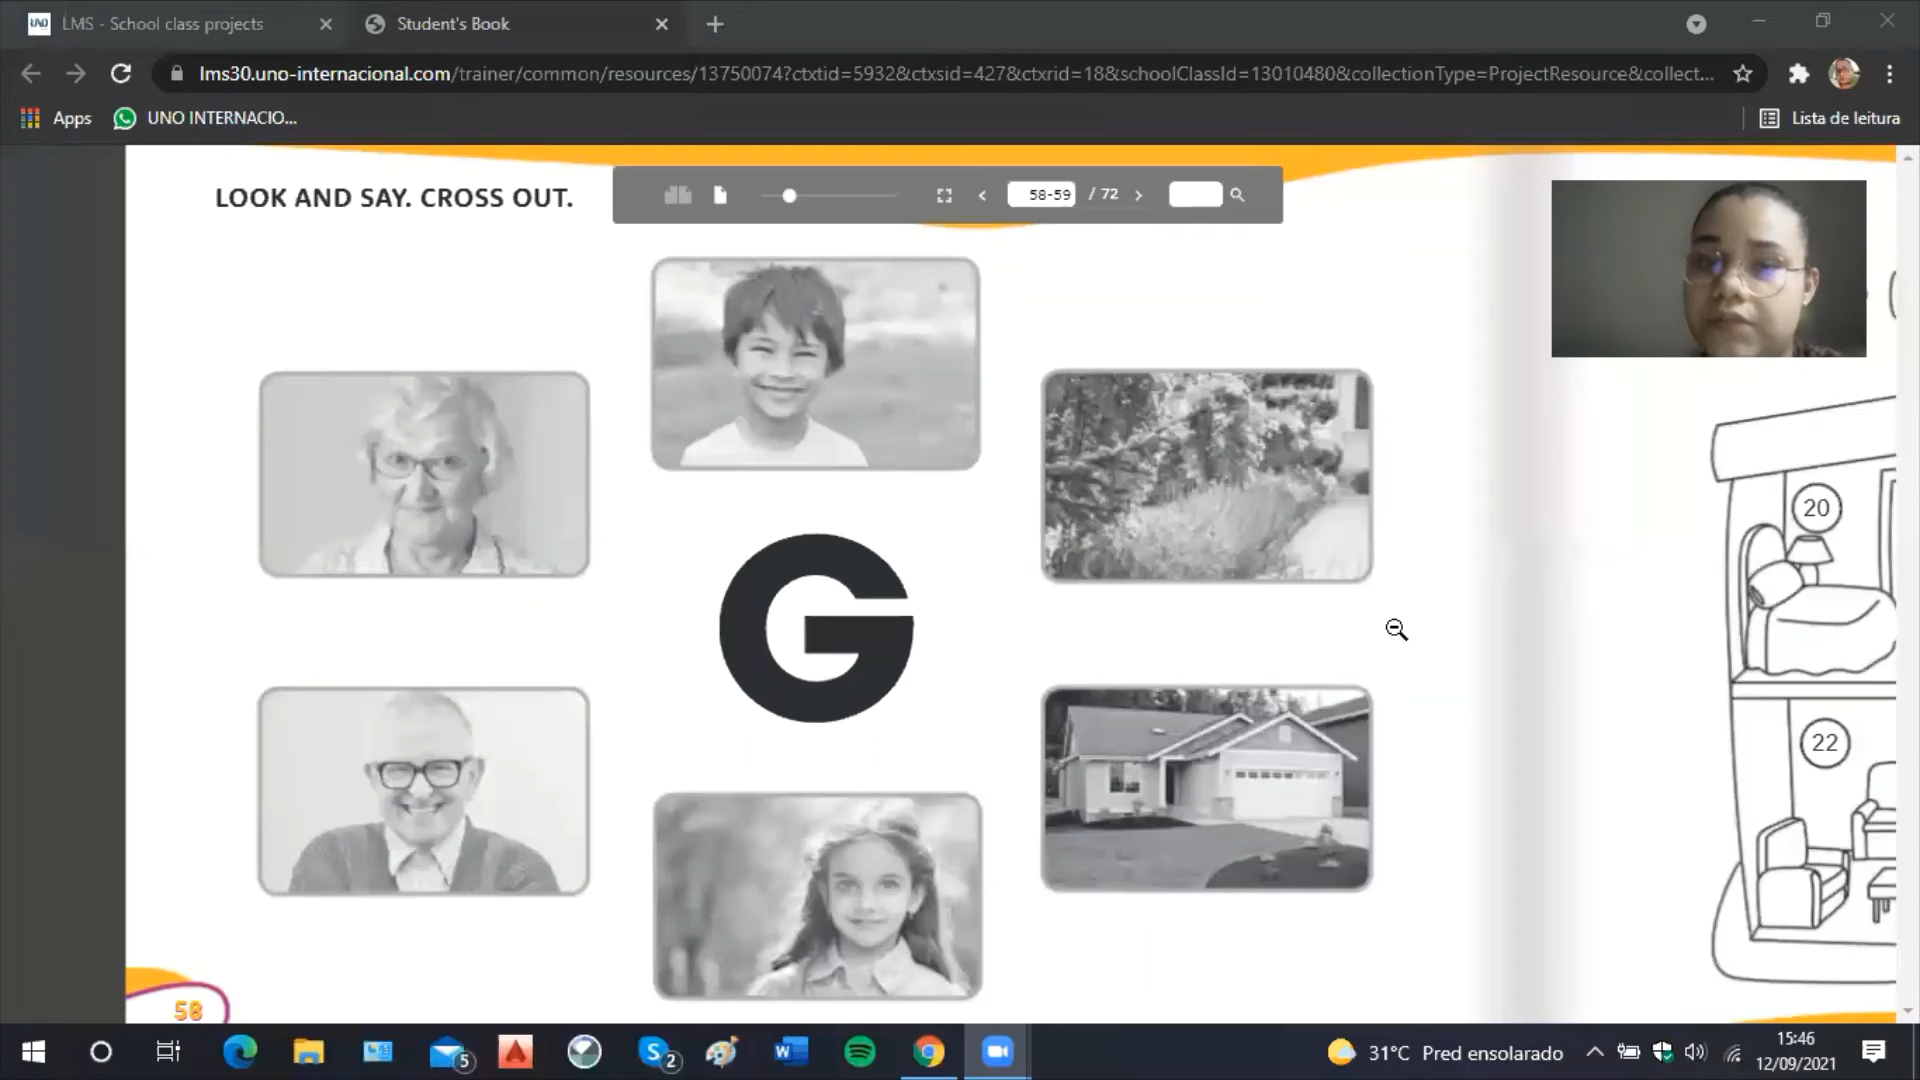 LMS - School class projects
Student's Book
lms30.uno-internacional.com/trainer/common/resources/13750074?ctxtid=5932&ctxsid=427&ctxrid=18&schoolClassId=13010480&collectionType=ProjectResource&collect...
Apps
UNO INTERNACIO...
Lista de leitura
LOOK AND SAY. CROSS OUT.
58-59 / 72
G
20
22
58
5
2
31°C Pred ensolarado
15:46
12/09/2021